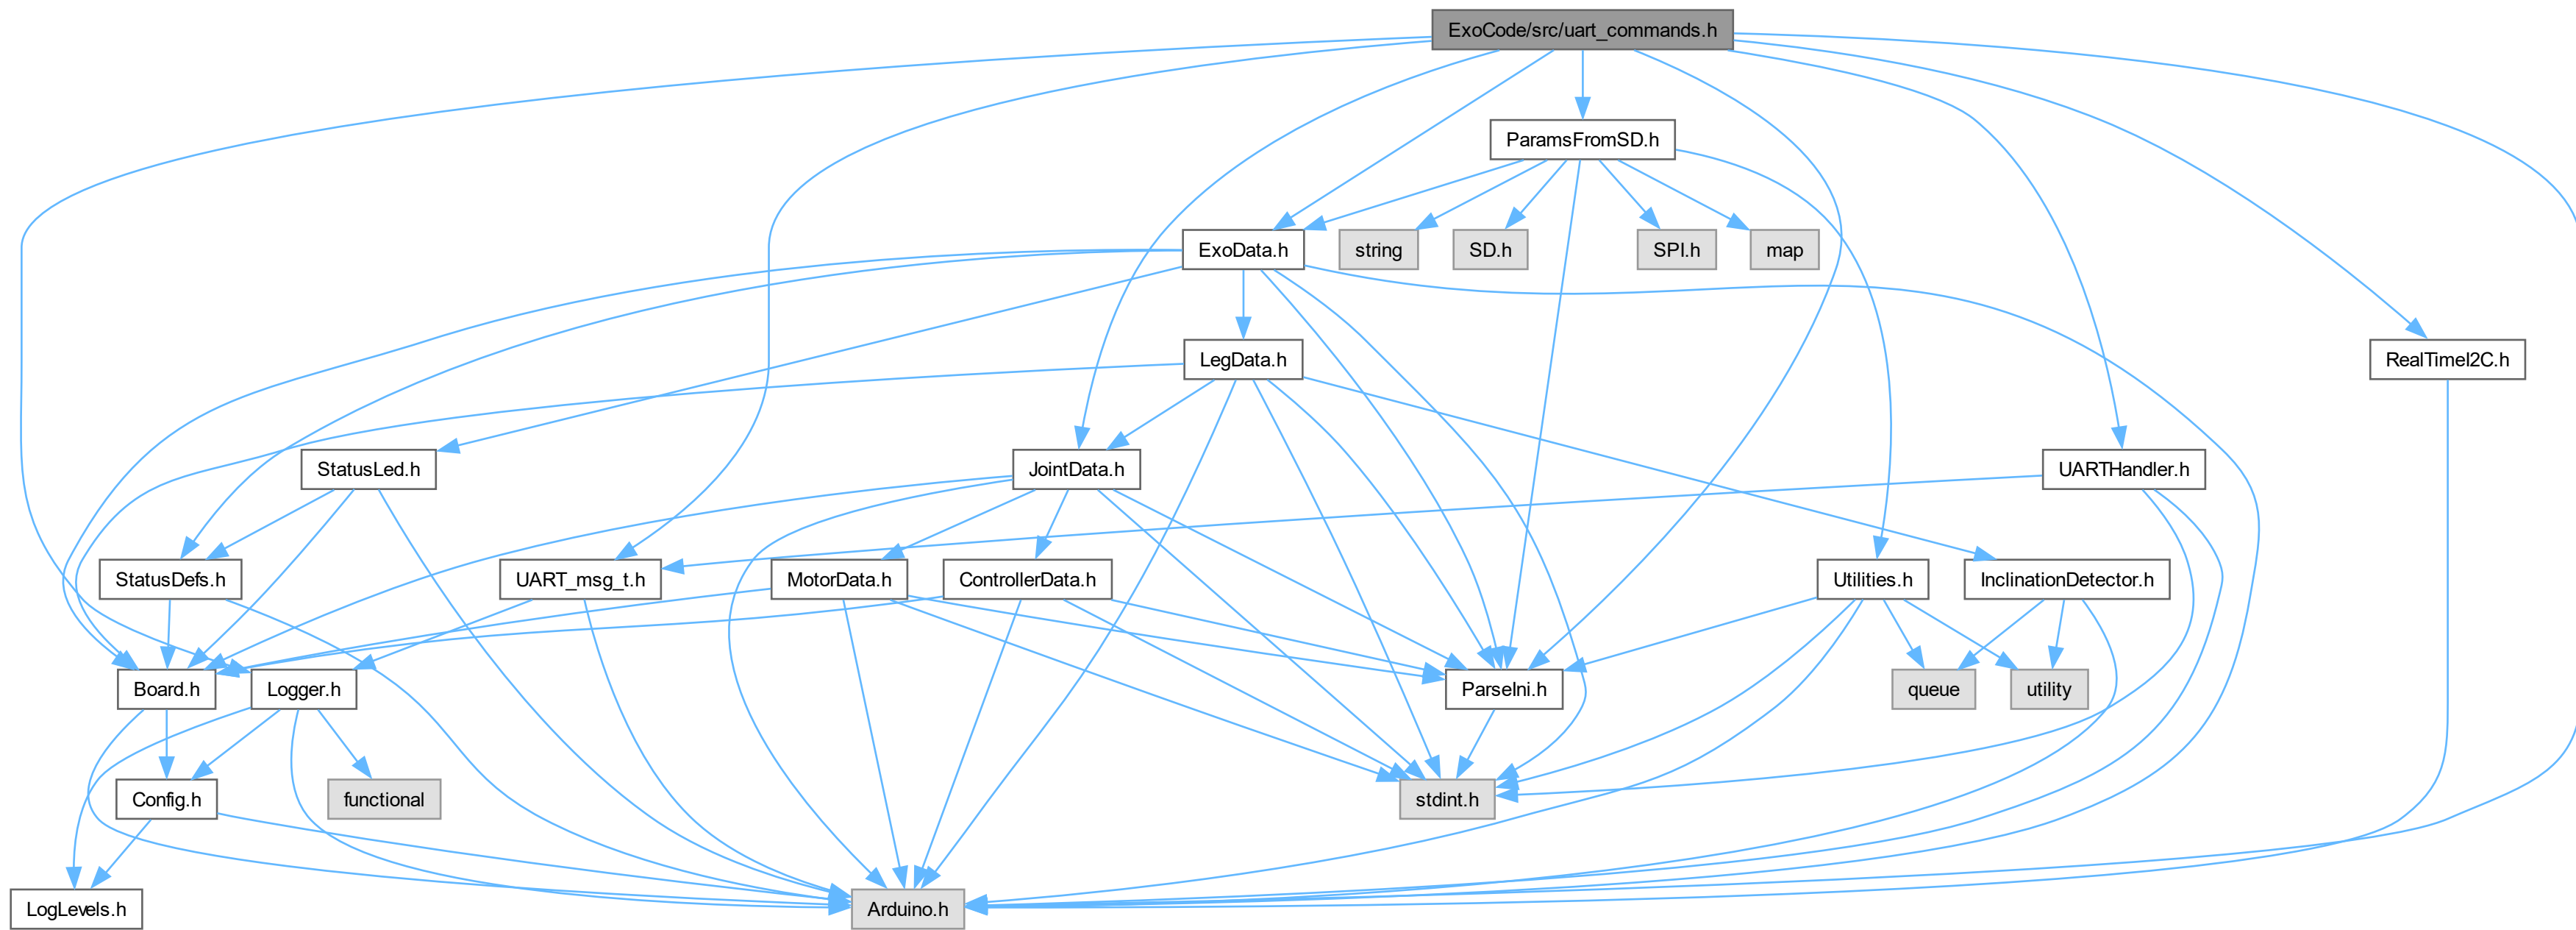 ExoCode/src/uart_commands.h
ParamsFromSD.h
ExoData.h
string
SD.h
SPI.h
map
LegData.h
RealTimeI2C.h
StatusLed.h
JointData.h
UARTHandler.h
StatusDefs.h
UART_msg_t.h
MotorData.h
ControllerData.h
Utilities.h
InclinationDetector.h
Board.h
Logger.h
ParseIni.h
queue
utility
Config.h
functional
stdint.h
LogLevels.h
Arduino.h